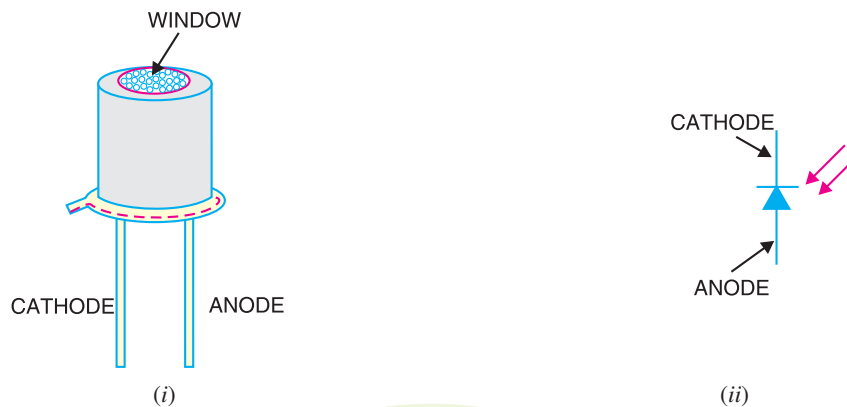 WINDOW
CATHODE
ANODE
(i)
CATHODE
ANODE
(ii)